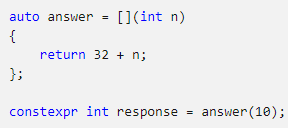 auto answer = [](int n)
{
    return 32 + n;
};

constexpr int response = answer(10);